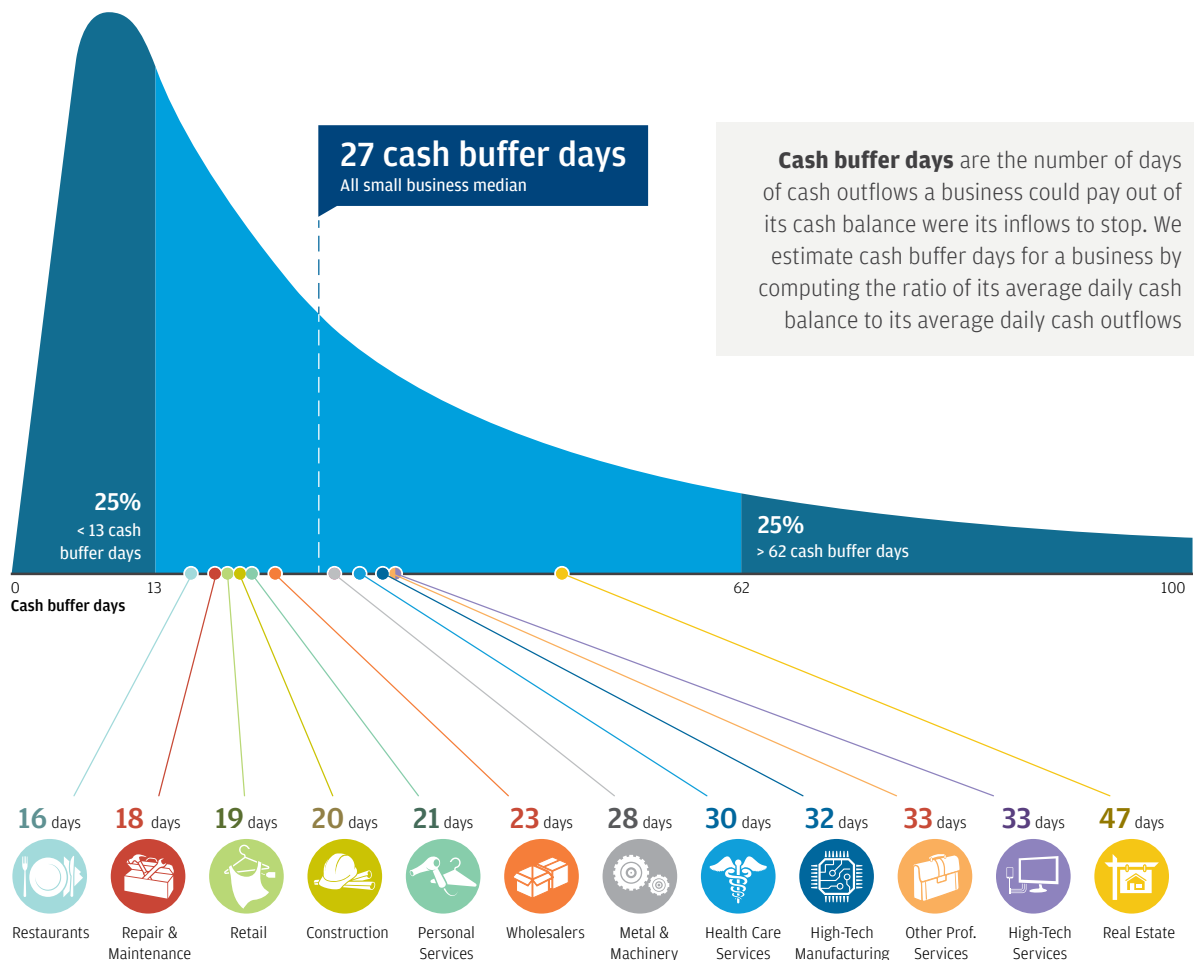 27 cash buffer days
All small business median
Cash buffer days are the number of days
of cash outflows a business could pay out of
its cash balance were its inflows to stop. We
estimate cash buffer days for a business by
computing the ratio of its average daily cash
balance to its average daily cash outflows
25%
< 13 cash
buffer days
25%
> 62 cash buffer days
0 13 62 100
Cash buffer days
16 days 18 days 19 days 20 days 21 days 23 days 28 days 30 days 32 days 33 days 33 days 47 days
Restaurants
Repair &
Maintenance
Retail
Construction
Personal
Services
Wholesalers
Metal &
Machinery
Health Care
Services
High-Tech
Manufacturing
Other Prof.
Services
High-Tech
Services
Real Estate